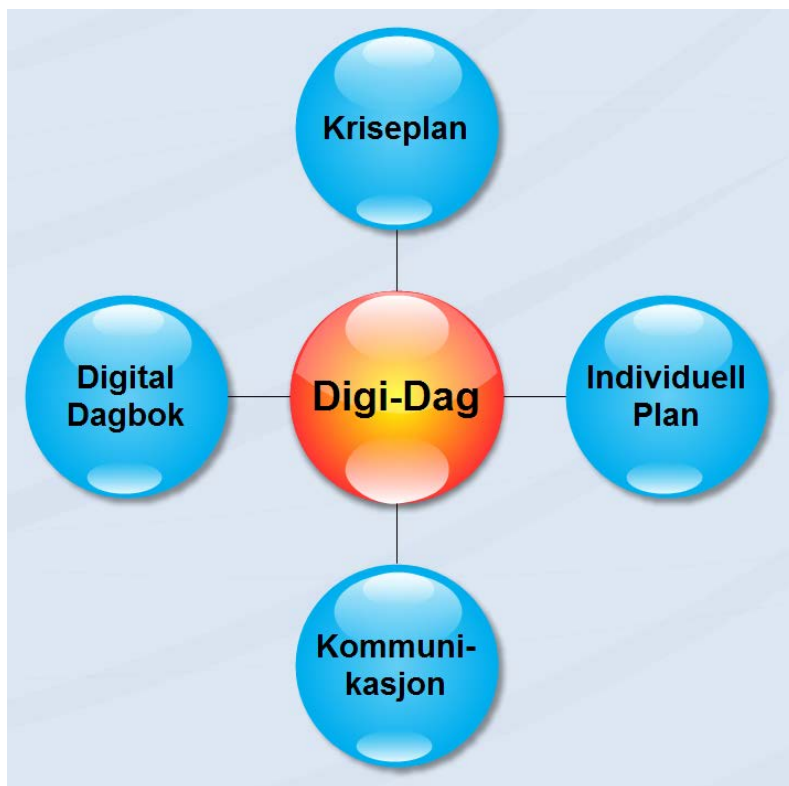 Kriseplan
Digital
Dagbok
Digi-Dag
Individuell
Plan
Kommuni-
kasjon